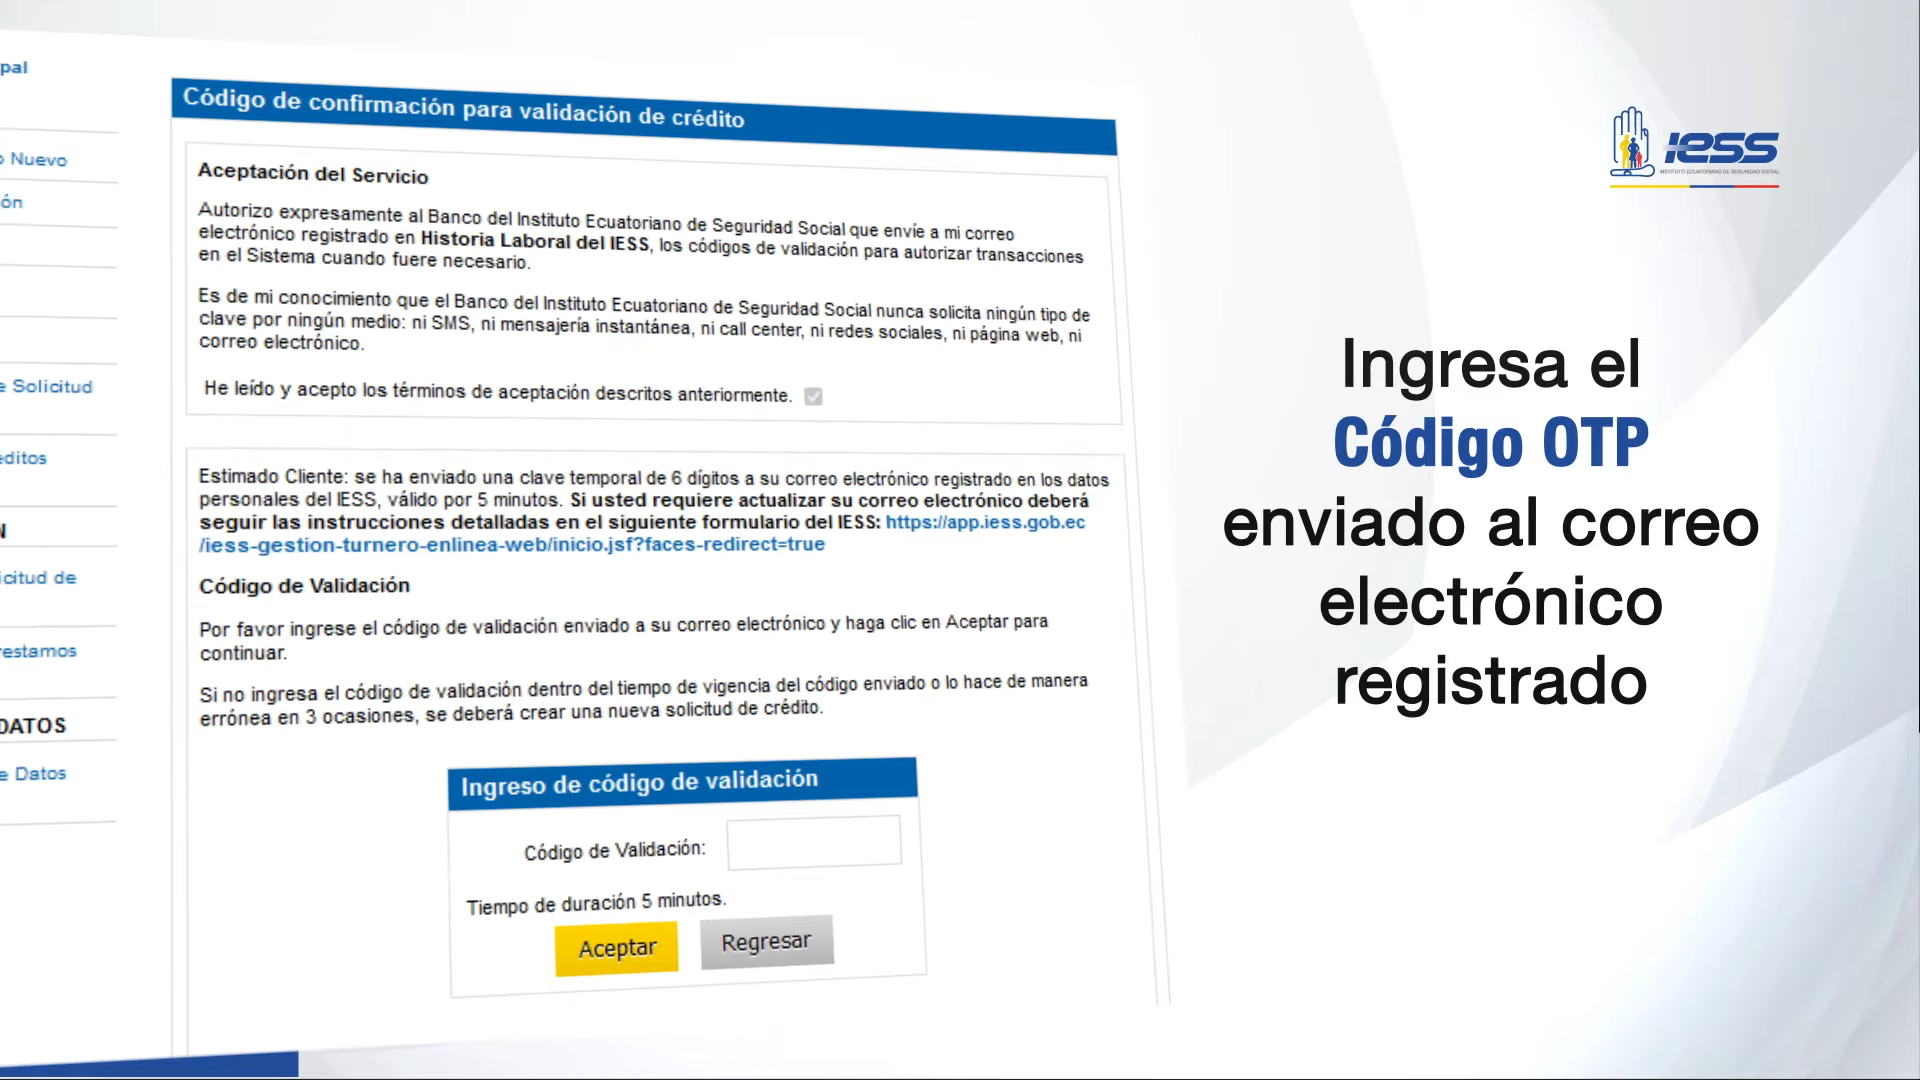 pal
o Nuevo
ón
e Solicitud
editos
N
icitud de
restamos
DATOS
e Datos
Código de confirmación para validación de crédito
Aceptación del Servicio
Autorizo expresamente al Banco del Instituto Ecuatoriano de Seguridad Social que envíe a mi correo
electrónico registrado en Historia Laboral del IESS, los códigos de validación para autorizar transacciones
en el Sistema cuando fuere necesario.
Es de mi conocimiento que el Banco del Instituto Ecuatoriano de Seguridad Social nunca solicita ningún tipo de
clave por ningún medio: ni SMS, ni mensajería instantánea, ni call center, ni redes sociales, ni página web, ni
correo electrónico.
He leído y acepto los términos de aceptación descritos anteriormente.
Estimado Cliente: se ha enviado una clave temporal de 6 dígitos a su correo electrónico registrado en los datos
personales del IESS, válido por 5 minutos. Si usted requiere actualizar su correo electrónico deberá
seguir las instrucciones detalladas en el siguiente formulario del IESS: https://app.iess.gob.ec
/iess-gestion-turnero-enlinea-web/inicio.jsf?faces-redirect=true
Código de Validación
Por favor ingrese el código de validación enviado a su correo electrónico y haga clic en Aceptar para
continuar.
Si no ingresa el código de validación dentro del tiempo de vigencia del código enviado o lo hace de manera
errónea en 3 ocasiones, se deberá crear una nueva solicitud de crédito.
Ingreso de código de validación
Código de Validación:
Tiempo de duración 5 minutos.
Aceptar
Regresar
IESS
INSTITUTO ECUATORIANO DE SEGURIDAD SOCIAL
Ingresa el
Código OTP
enviado al correo
electrónico
registrado